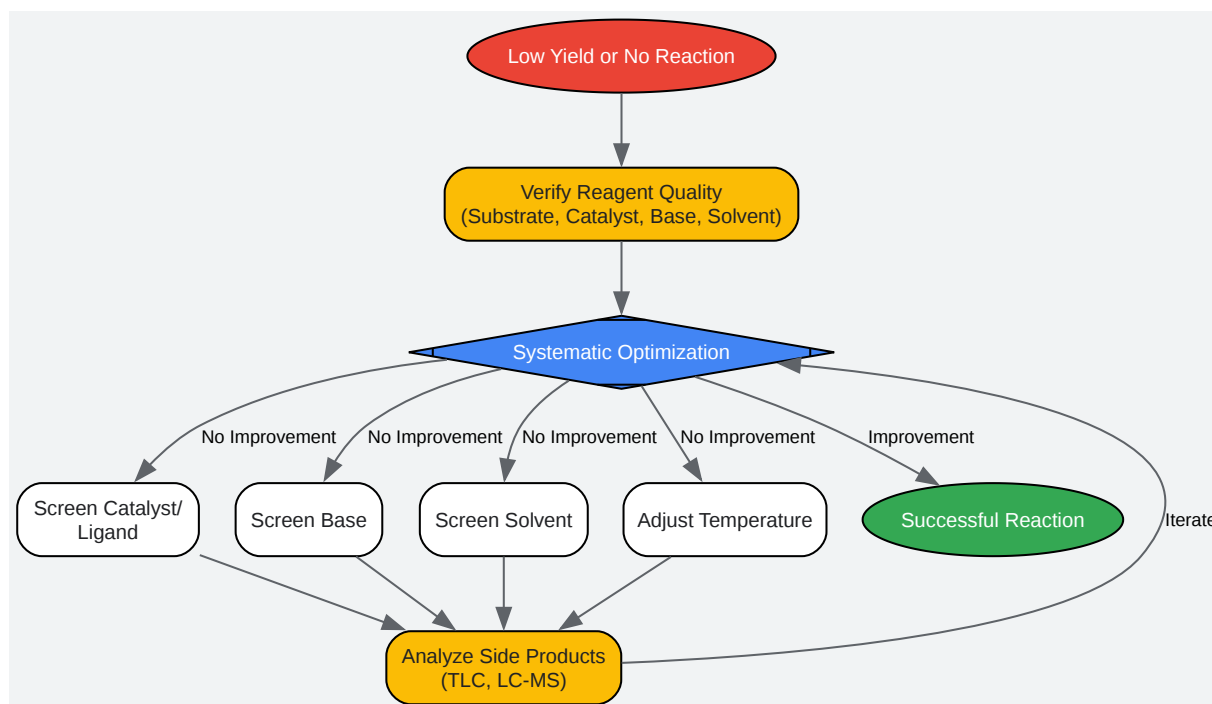 Low Yield or No Reaction
Verify Reagent Quality
(Substrate, Catalyst, Base, Solvent)
Systematic Optimization
No Improvement
No Improvement
No Improvement
No Improvement
Improvement
Screen Catalyst/
Ligand
Screen Base
Screen Solvent
Adjust Temperature
Successful Reaction
Iterate
Analyze Side Products
(TLC, LC-MS)